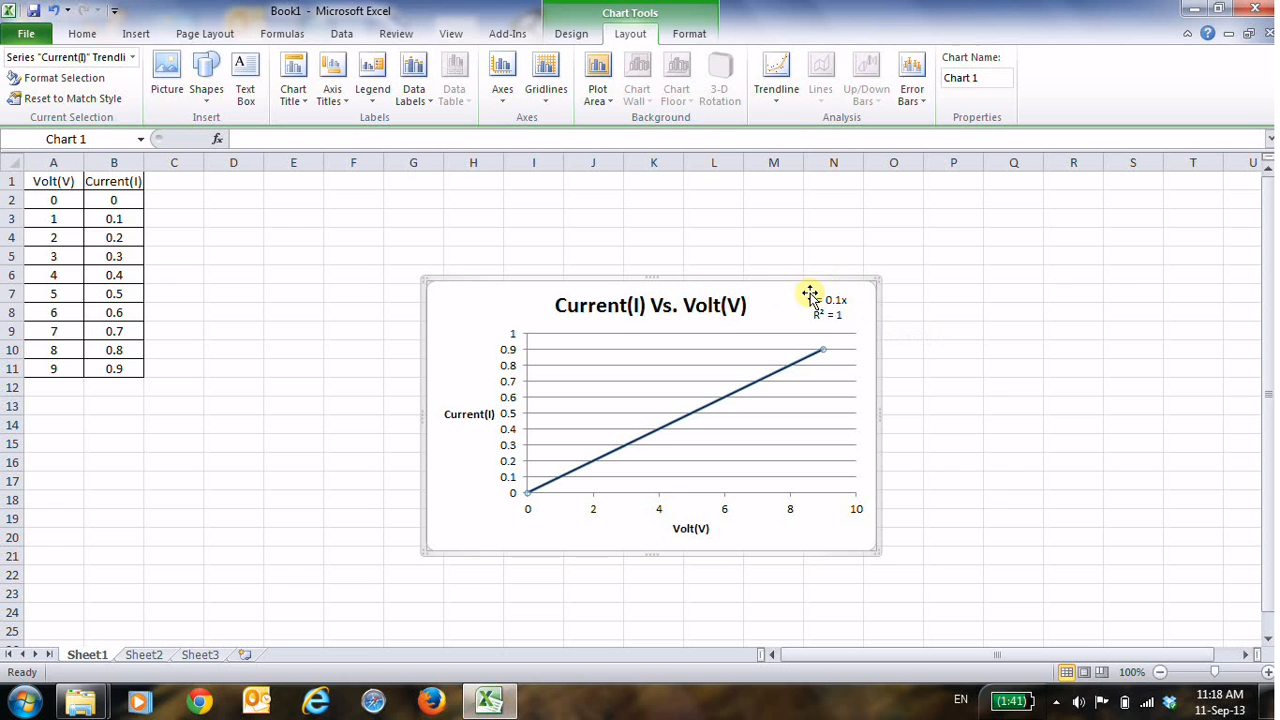 Book1 - Microsoft Excel
Chart Tools
File Home Insert Page Layout Formulas Data Review View Add-Ins Design Layout Format
Series "Current(I)" Trendli
Format Selection
Reset to Match Style
Current Selection
Picture
Shapes
Text
Box
Insert
Chart
Title
Axis
Titles
Legend
Data
Labels
Data
Table
Labels
Axes
Gridlines
Axes
Plot
Area
Chart
Wall
Chart
Floor
3-D
Rotation
Background
Trendline
Lines
Up/Down
Bars
Error
Bars
Analysis
Chart Name:
Chart 1
Properties
Chart 1
fx
A B C D E F G H I J K L M N O P Q R S T U
1 Volt(V) Current(I)
2 0 0
3 1 0.1
4 2 0.2
5 3 0.3
6 4 0.4
7 5 0.5
8 6 0.6
9 7 0.7
10 8 0.8
11 9 0.9
12
13
14
15
16
17
18
19
20
21
22
23
24
25
Current(I) Vs. Volt(V)
= 0.1x
R² = 1
1
0.9
0.8
0.7
0.6
0.5
0.4
0.3
0.2
0.1
0
Current(I)
0 2 4 6 8 10
Volt(V)
Sheet1 Sheet2 Sheet3
Ready
100%
EN
(1:41)
11:18 AM
11-Sep-13